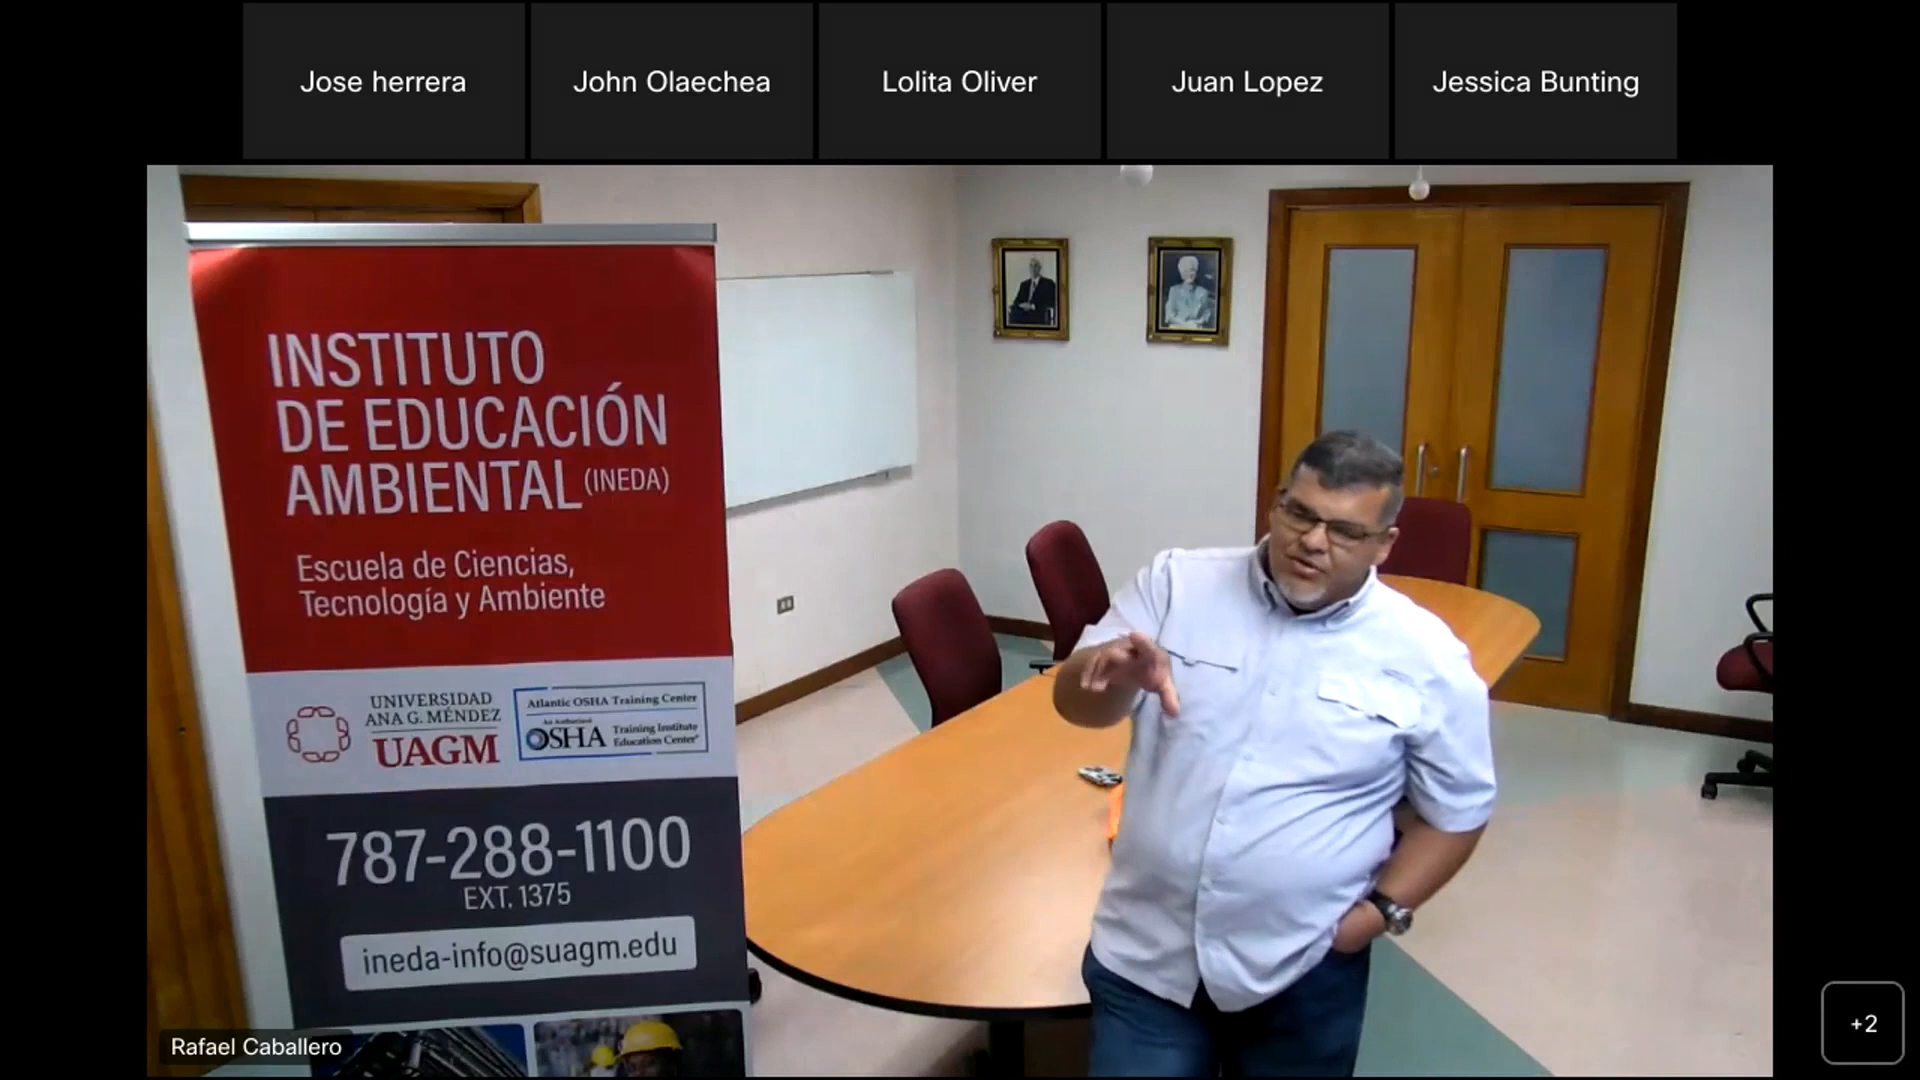 Jose herrera
John Olaechea
Lolita Oliver
Juan Lopez
Jessica Bunting
INSTITUTO
DE EDUCACIÓN
AMBIENTAL (INEDA)
Escuela de Ciencias,
Tecnología y Ambiente
UNIVERSIDAD
ANA G. MÉNDEZ
UAGM
Atlantic OSHA Training Center
An Authorized
OSHA
Training Institute
Education Center®
787-288-1100
EXT. 1375
ineda-info@suagm.edu
Rafael Caballero
+2